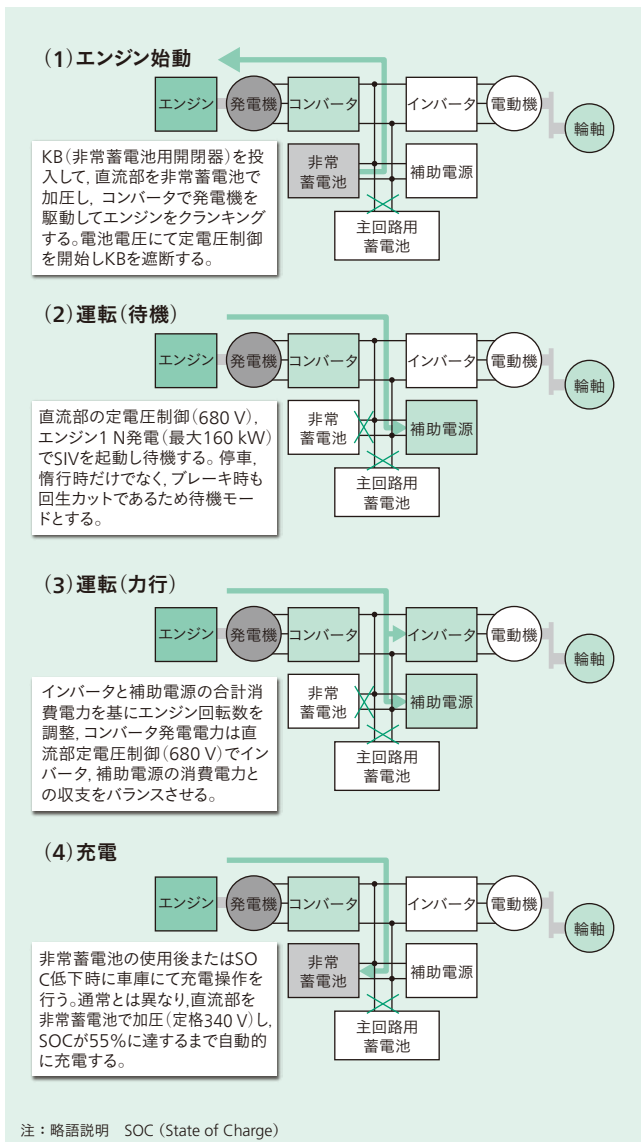 (1)エンジン始動
エンジン 発電機 コンバータ インバータ 電動機 輪軸
非常
蓄電池
補助電源
主回路用
蓄電池
KB(非常蓄電池用開閉器)を投
入して,直流部を非常蓄電池で
加圧し, コンバータで発電機を
駆動してエンジンをクランキング
する。電池電圧にて定電圧制御
を開始しKBを遮断する。
(2)運転(待機)
エンジン 発電機 コンバータ インバータ 電動機 輪軸
非常
蓄電池
補助電源
主回路用
蓄電池
直流部の定電圧制御(680 V),
エンジン1 N発電(最大160 kW)
でSIVを起動し待機する。停車,
惰行時だけでなく, ブレーキ時も
回生カットであるため待機モー
ドとする。
(3)運転(力行)
エンジン 発電機 コンバータ インバータ 電動機 輪軸
非常
蓄電池
補助電源
主回路用
蓄電池
インバータと補助電源の合計消
費電力を基にエンジン回転数を
調整, コンバータ発電電力は直
流部定電圧制御(680 V)でイン
バータ, 補助電源の消費電力と
の収支をバランスさせる。
(4)充電
エンジン 発電機 コンバータ インバータ 電動機 輪軸
非常
蓄電池
補助電源
主回路用
蓄電池
非常蓄電池の使用後またはSO
C低下時に車庫にて充電操作を
行う。通常とは異なり,直流部を
非常蓄電池で加圧(定格340 V)し,
SOCが55%に達するまで自動的
に充電する。
注:略語説明 SOC (State of Charge)